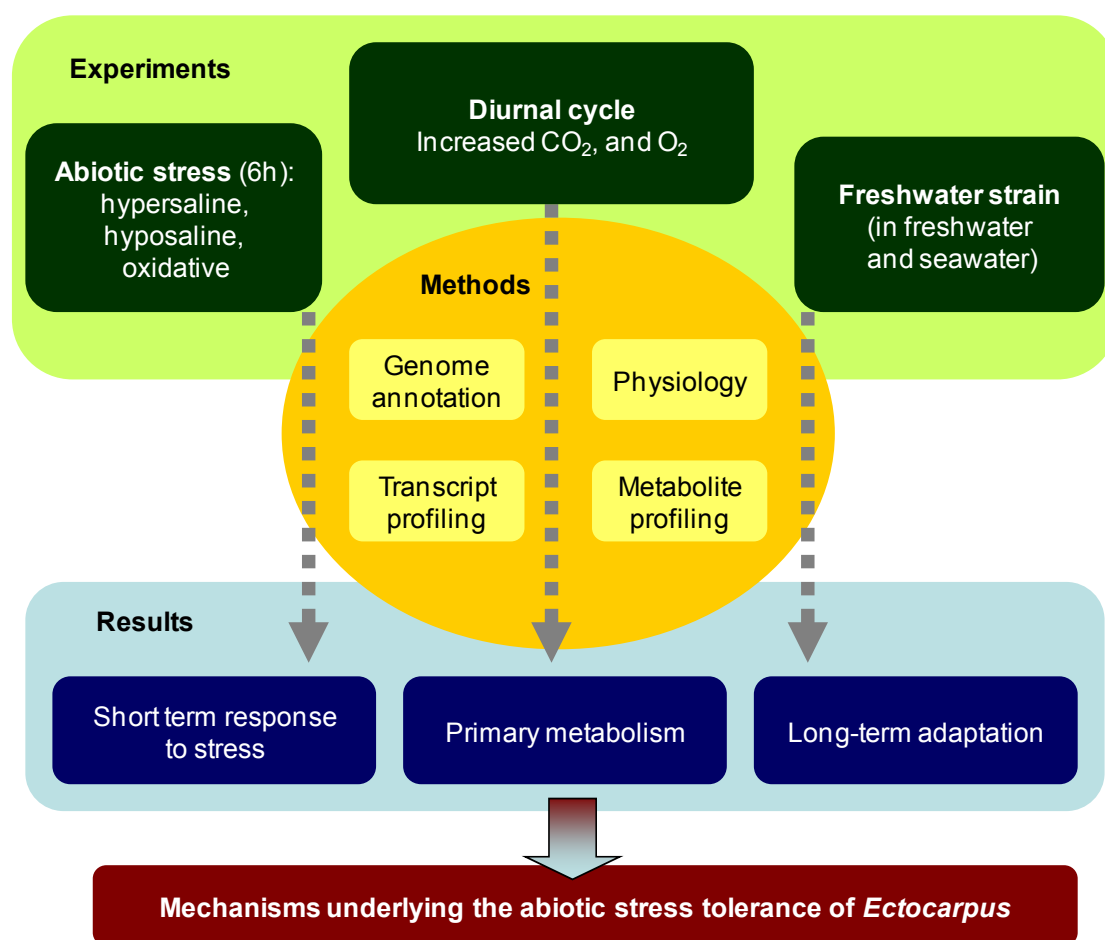 Experiments
Diurnal cycle
Increased CO₂, and O₂
Abiotic stress (6h):
hypersaline,
hyposaline,
oxidative
Freshwater strain
(in freshwater
and seawater)
Methods
Genome
annotation
Physiology
Transcript
profiling
Metabolite
profiling
Results
Short term response
to stress
Primary metabolism
Long-term adaptation
Mechanisms underlying the abiotic stress tolerance of Ectocarpus